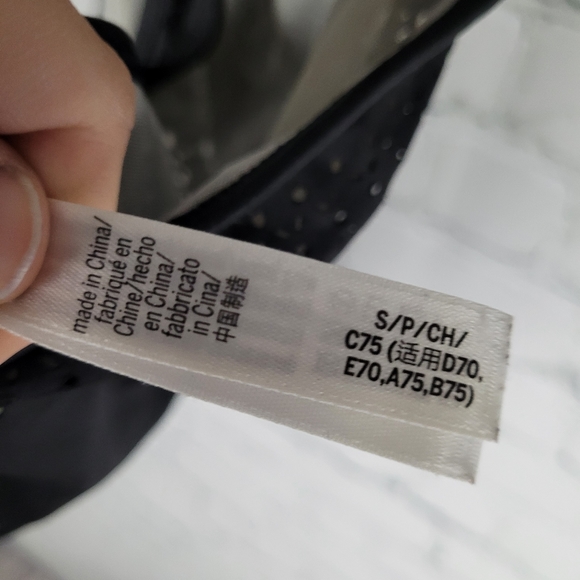 made in China/
fabriqué en
Chine/hecho
en China/
fabbricato
in Cina/
中国制造
S/P/CH/
C75 (适用D70,
E70,A75,B75)